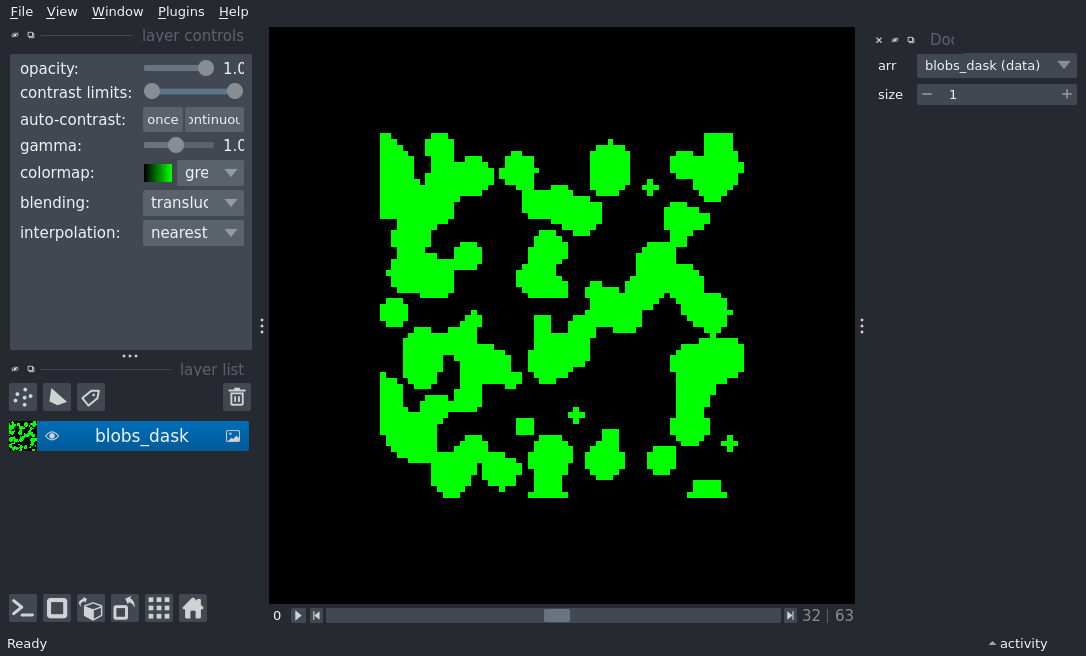 File View Window Plugins Help
layer controls
opacity: 1.0
contrast limits:
auto-contrast: once ontinuou
gamma: 1.0
colormap: gre
blending: transluc
interpolation: nearest
layer list
blobs_dask
0 32 | 63
Ready
Doc
arr blobs_dask (data)
size 1
activity